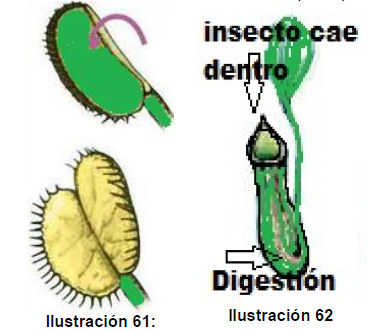 insecto cae
dentro
Digestión
Ilustración 61:
Ilustración 62